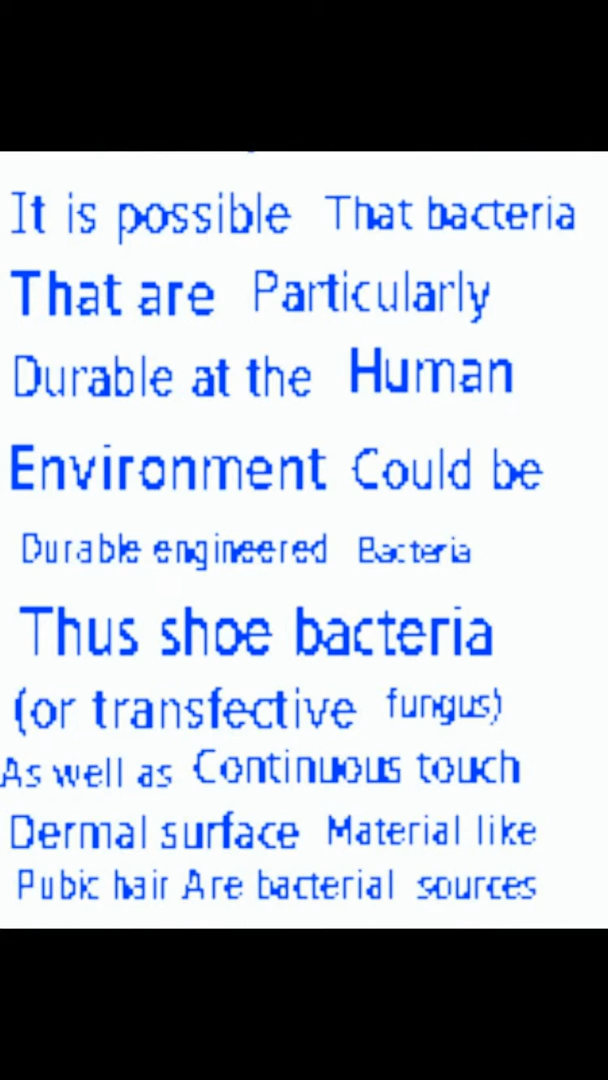 It is possible That bacteria
That are Particularly
Durable at the Human
Environment Could be
Durable engineered Bacteria
Thus shoe bacteria
(or transfective fungus)
As well as Continuous touch
Dermal surface Material like
Pubic hair Are bacterial sources